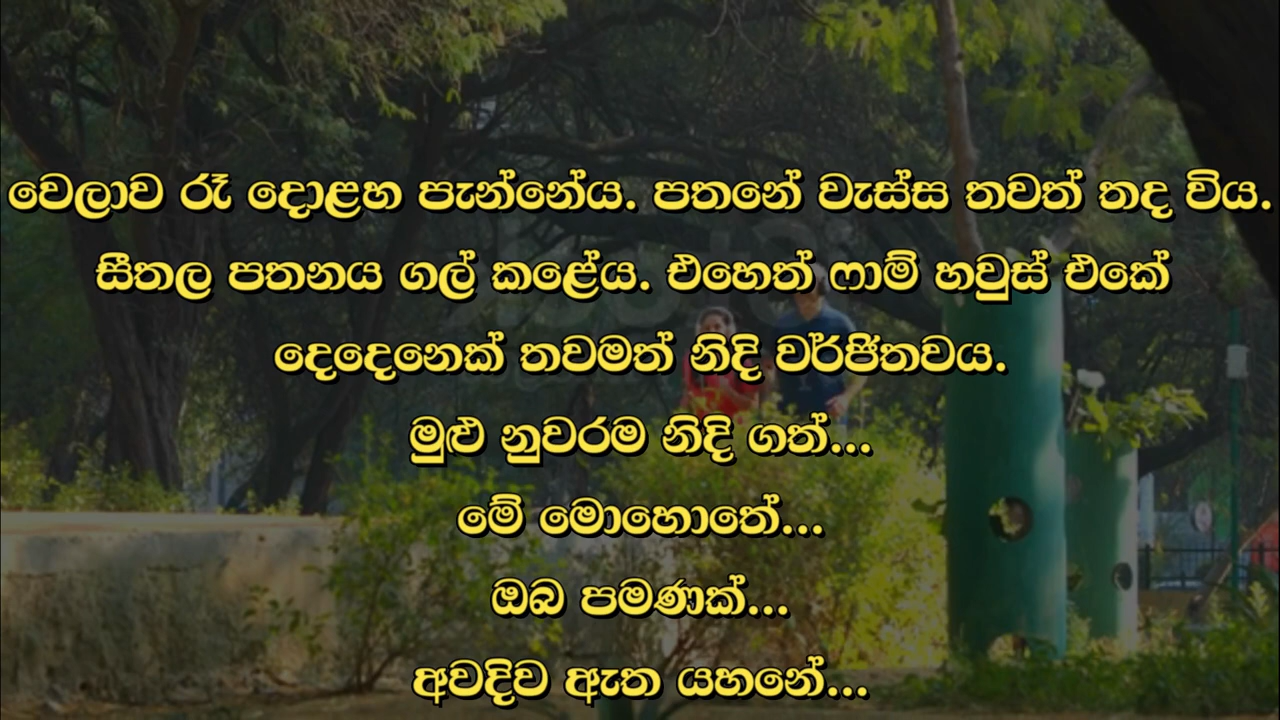 වෙලාව රෑ දොළහ පැන්නේය. පතනේ වැස්ස තවත් තද විය.
සීතල පතනය ගල් කළේය. එහෙත් ෆාම් හවුස් එකේ
දෙදෙනෙක් තවමත් නිදි වර්ජිතවය.
මුළු නුවරම නිදි ගත්...
මේ මොහොතේ...
ඔබ පමණක්...
අවදිව ඇත යහනේ...